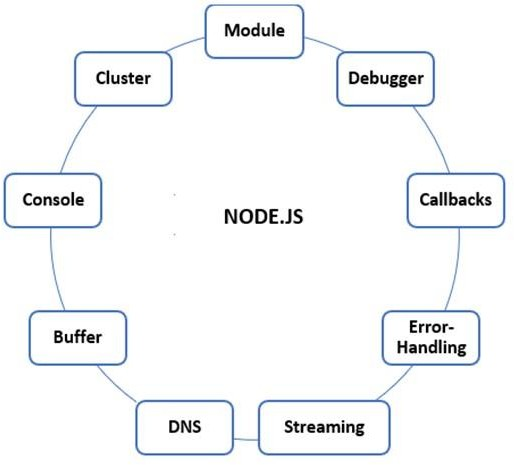 Module
Cluster
Debugger
Console
NODE.JS
Callbacks
Buffer
Error-
Handling
DNS
Streaming